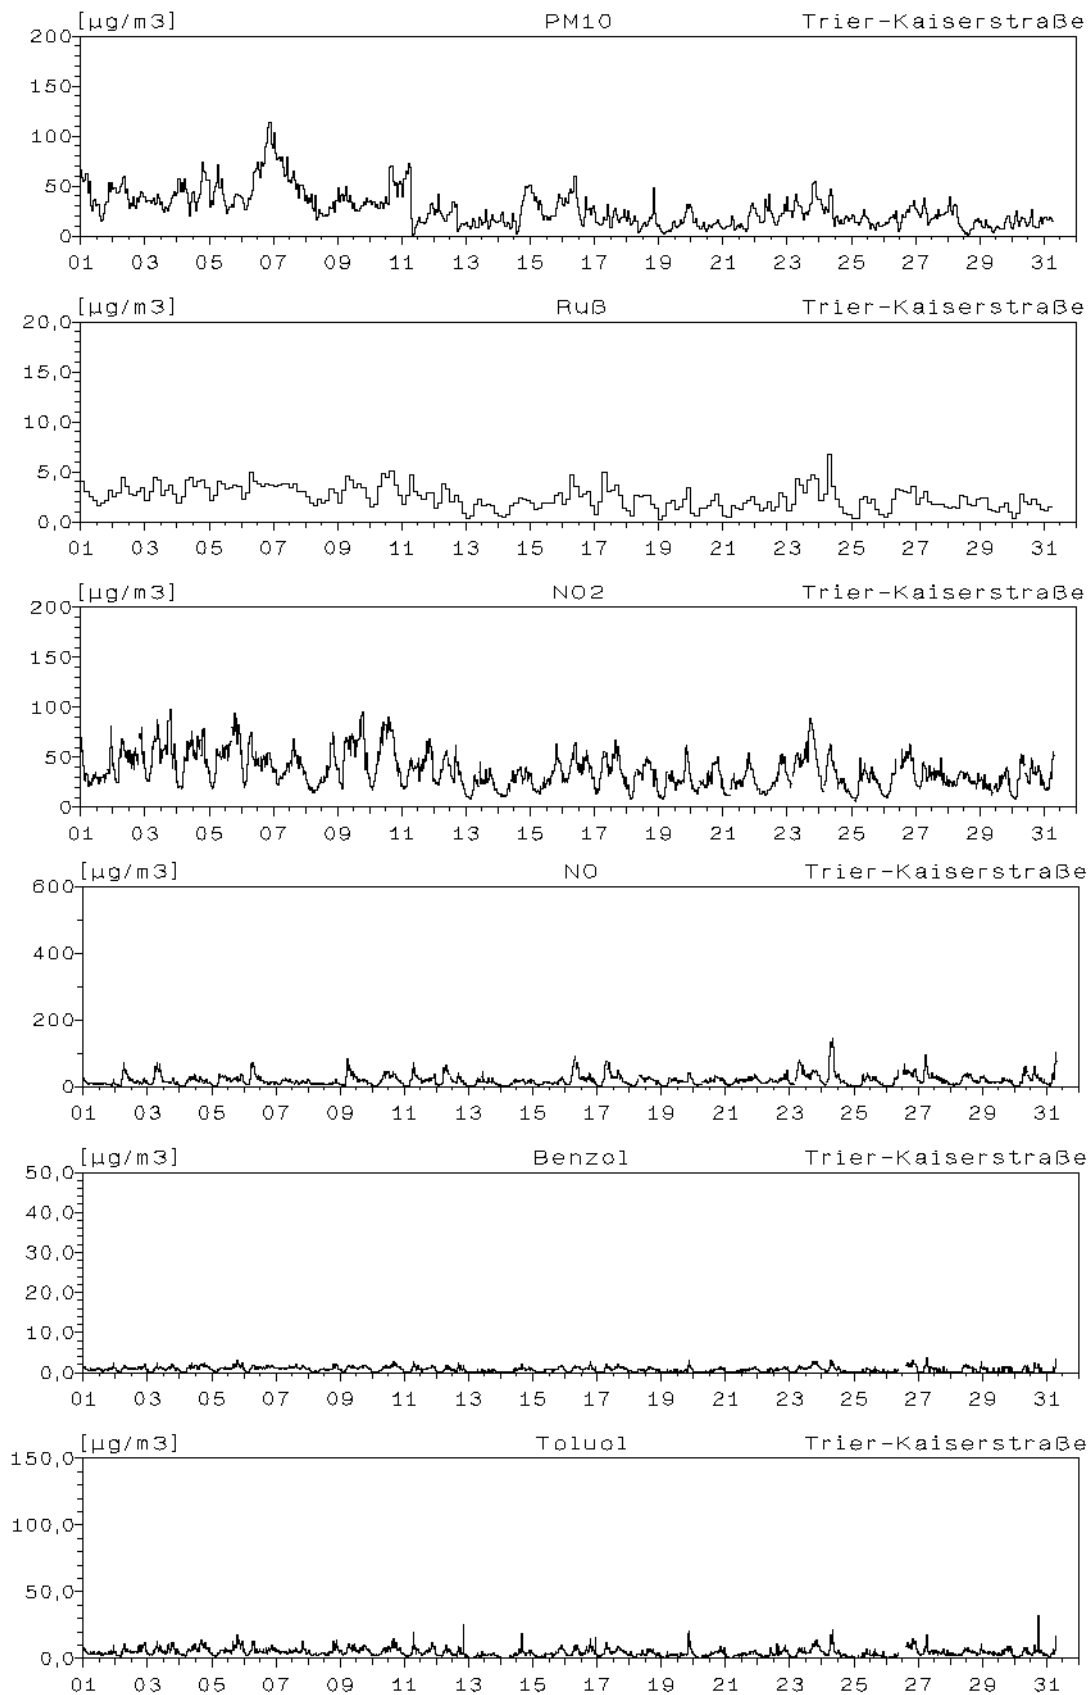 [µg/m3] PM10 Trier-Kaiserstraße
200
150
100
50
0
01 03 05 07 09 11 13 15 17 19 21 23 25 27 29 31
[µg/m3] Ruß Trier-Kaiserstraße
20,0
15,0
10,0
5,0
0,0
01 03 05 07 09 11 13 15 17 19 21 23 25 27 29 31
[µg/m3] NO2 Trier-Kaiserstraße
200
150
100
50
0
01 03 05 07 09 11 13 15 17 19 21 23 25 27 29 31
[µg/m3] NO Trier-Kaiserstraße
600
400
200
0
01 03 05 07 09 11 13 15 17 19 21 23 25 27 29 31
[µg/m3] Benzol Trier-Kaiserstraße
50,0
40,0
30,0
20,0
10,0
0,0
01 03 05 07 09 11 13 15 17 19 21 23 25 27 29 31
[µg/m3] Toluol Trier-Kaiserstraße
150,0
100,0
50,0
0,0
01 03 05 07 09 11 13 15 17 19 21 23 25 27 29 31